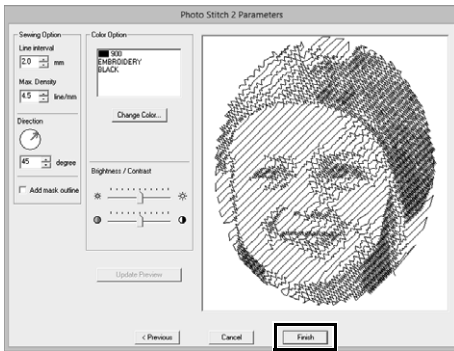 Photo Stitch 2 Parameters
Sewing Option
Line interval
2.0 mm
Max. Density
4.5 line/mm
Direction
45 degree
Add mask outline
Color Option
900
EMBROIDERY
BLACK
Change Color...
Brightness / Contrast
Update Preview
< Previous
Cancel
Finish